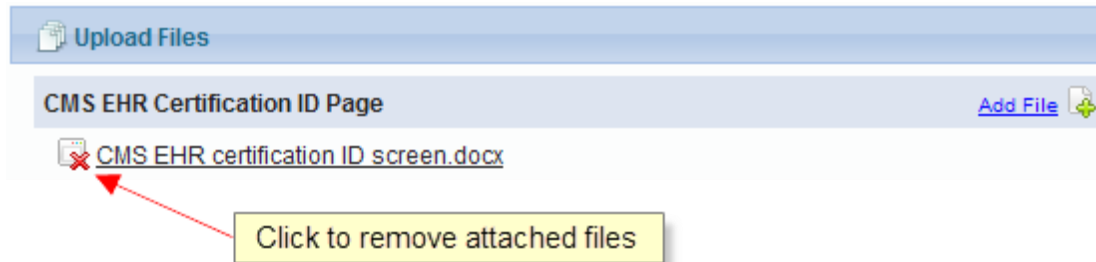 Upload Files
CMS EHR Certification ID Page
Add File
CMS EHR certification ID screen.docx
Click to remove attached files